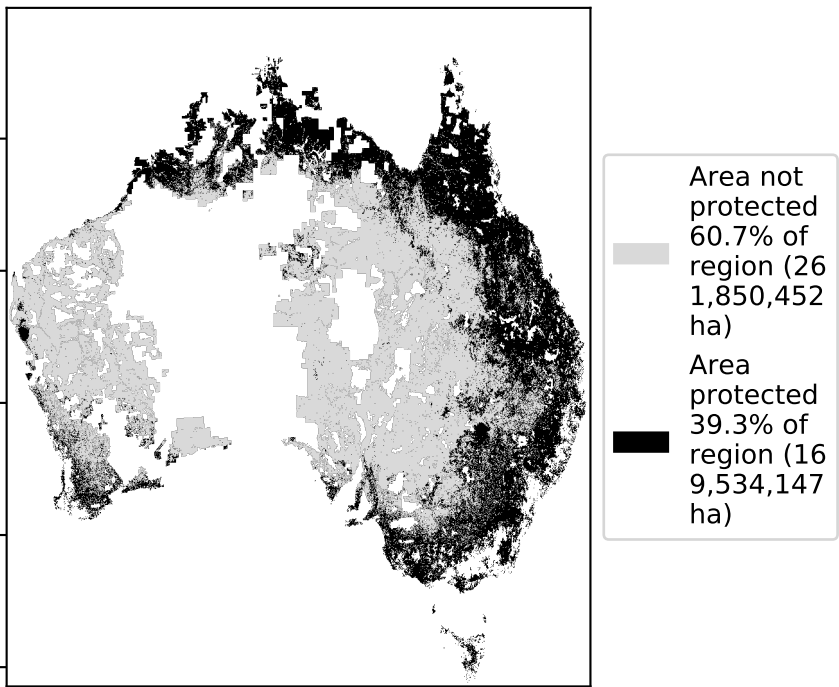 Area not
protected
60.7% of
region (26
1,850,452
ha)
Area
protected
39.3% of
region (16
9,534,147
ha)